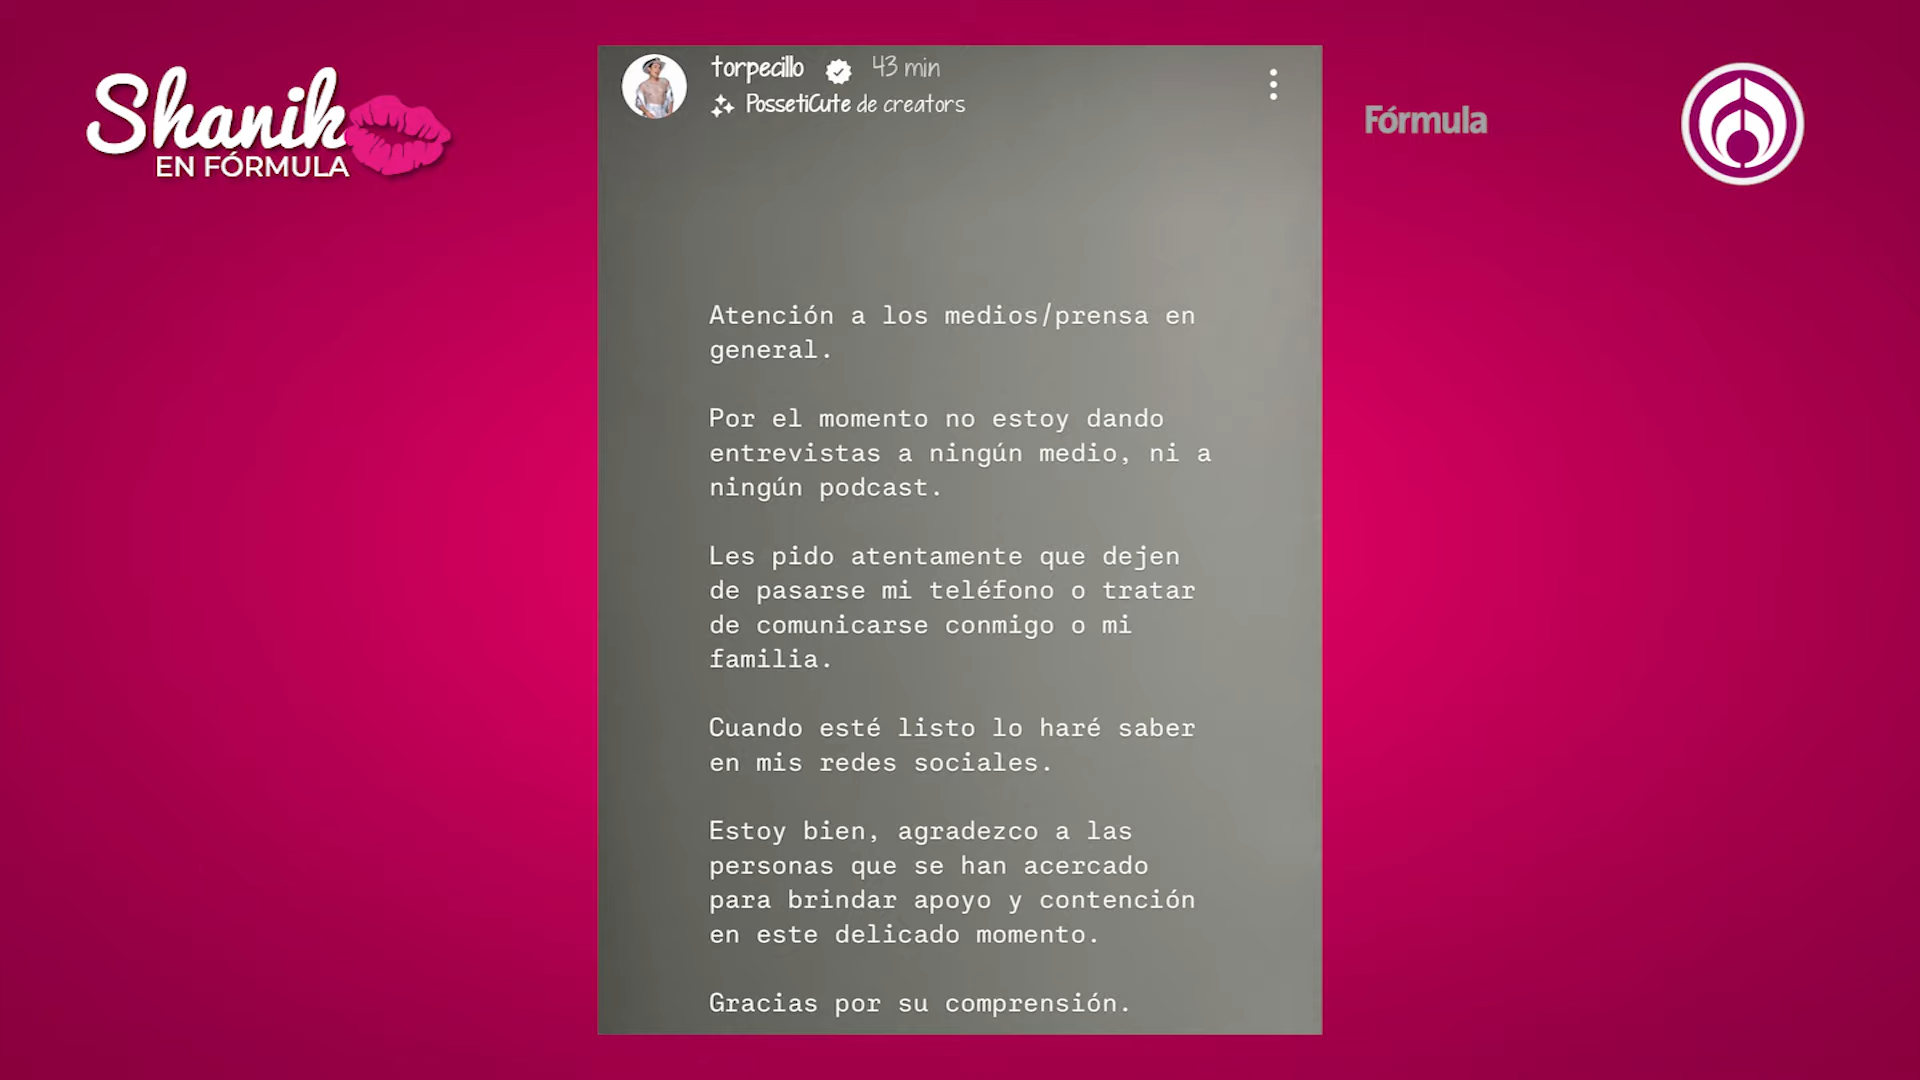 Shanik
EN FÓRMULA
torpecillo 43 min
PossetiCute de creators
Fórmula
Atención a los medios/prensa en
general.
Por el momento no estoy dando
entrevistas a ningún medio, ni a
ningún podcast.
Les pido atentamente que dejen
de pasarse mi teléfono o tratar
de comunicarse conmigo o mi
familia.
Cuando esté listo lo haré saber
en mis redes sociales.
Estoy bien, agradezco a las
personas que se han acercado
para brindar apoyo y contención
en este delicado momento.
Gracias por su comprensión.